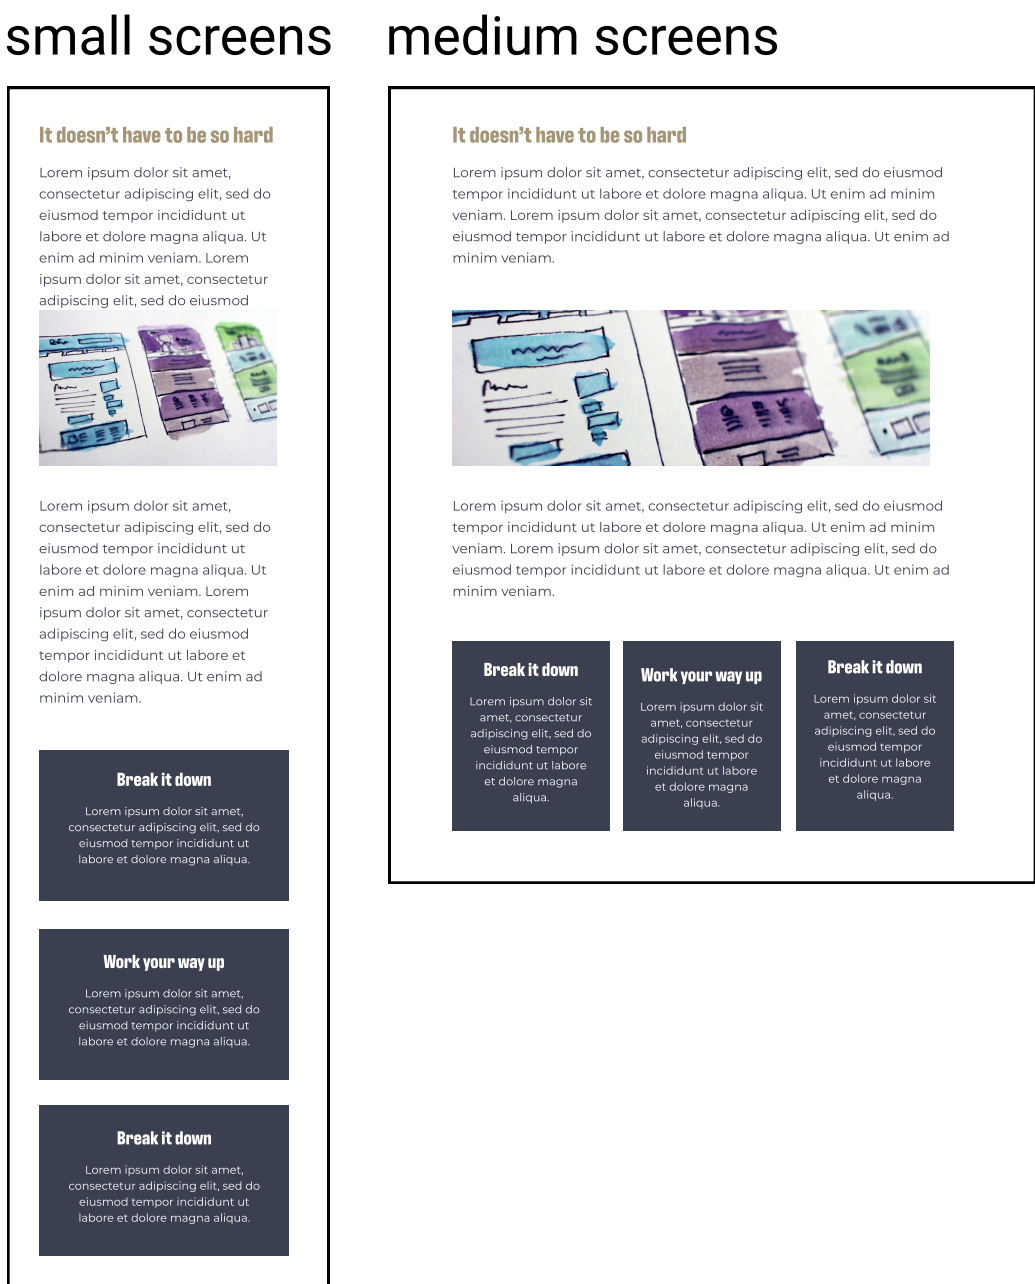 small screens
medium screens
It doesn't have to be so hard
Lorem ipsum dolor sit amet,
consectetur adipiscing elit, sed do
eiusmod tempor incididunt ut
labore et dolore magna aliqua. Ut
enim ad minim veniam. Lorem
ipsum dolor sit amet, consectetur
adipiscing elit, sed do eiusmod
Lorem ipsum dolor sit amet,
consectetur adipiscing elit, sed do
eiusmod tempor incididunt ut
labore et dolore magna aliqua. Ut
enim ad minim veniam. Lorem
ipsum dolor sit amet, consectetur
adipiscing elit, sed do eiusmod
tempor incididunt ut labore et
dolore magna aliqua. Ut enim ad
minim veniam.
Break it down
Lorem ipsum dolor sit amet,
consectetur adipiscing elit, sed do
eiusmod tempor incididunt ut
labore et dolore magna aliqua.
Work your way up
Lorem ipsum dolor sit amet,
consectetur adipiscing elit, sed do
eiusmod tempor incididunt ut
labore et dolore magna aliqua.
Break it down
Lorem ipsum dolor sit amet,
consectetur adipiscing elit, sed do
eiusmod tempor incididunt ut
labore et dolore magna aliqua.
It doesn't have to be so hard
Lorem ipsum dolor sit amet, consectetur adipiscing elit, sed do eiusmod
tempor incididunt ut labore et dolore magna aliqua. Ut enim ad minim
veniam. Lorem ipsum dolor sit amet, consectetur adipiscing elit, sed do
eiusmod tempor incididunt ut labore et dolore magna aliqua. Ut enim ad
minim veniam.
Lorem ipsum dolor sit amet, consectetur adipiscing elit, sed do eiusmod
tempor incididunt ut labore et dolore magna aliqua. Ut enim ad minim
veniam. Lorem ipsum dolor sit amet, consectetur adipiscing elit, sed do
eiusmod tempor incididunt ut labore et dolore magna aliqua. Ut enim ad
minim veniam.
Break it down
Lorem ipsum dolor sit
amet, consectetur
adipiscing elit, sed do
eiusmod tempor
incididunt ut labore
et dolore magna
aliqua.
Work your way up
Lorem ipsum dolor sit
amet, consectetur
adipiscing elit, sed do
eiusmod tempor
incididunt ut labore
et dolore magna
aliqua.
Break it down
Lorem ipsum dolor sit
amet, consectetur
adipiscing elit, sed do
eiusmod tempor
incididunt ut labore
et dolore magna
aliqua.